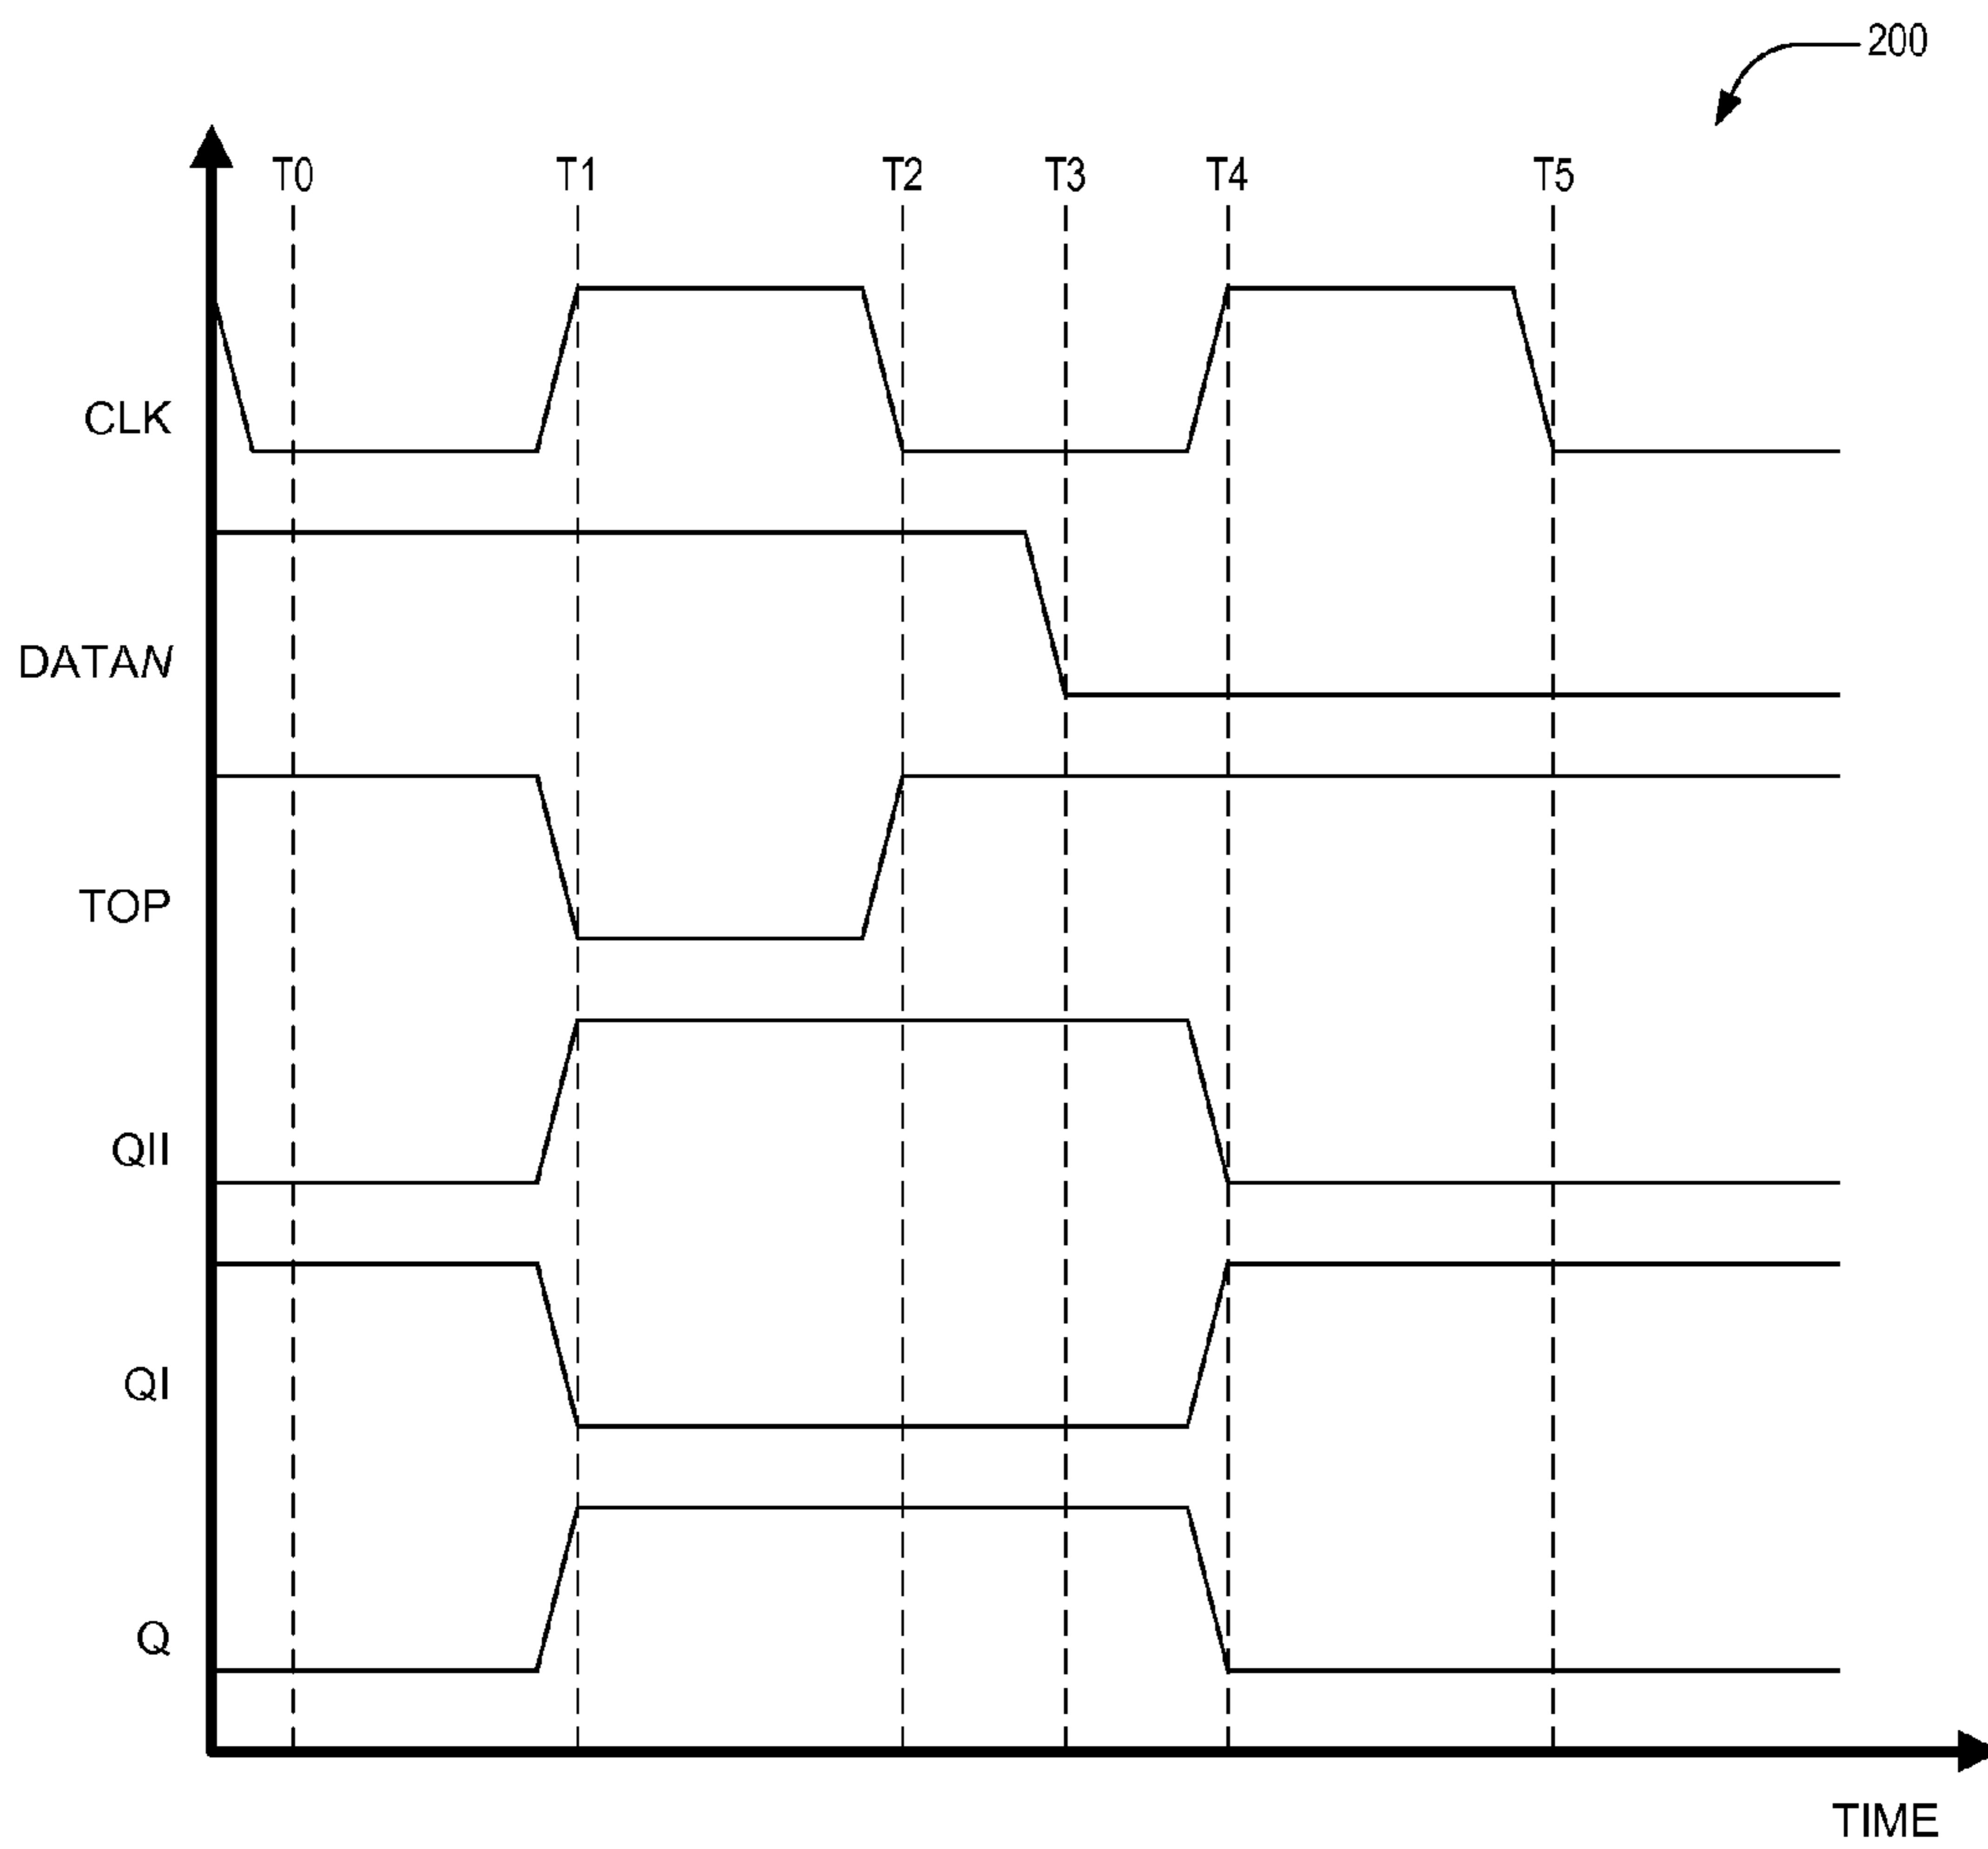 200
T0 T1 T2 T3 T4 T5
CLK
DATAN
TOP
QII
QI
Q
TIME